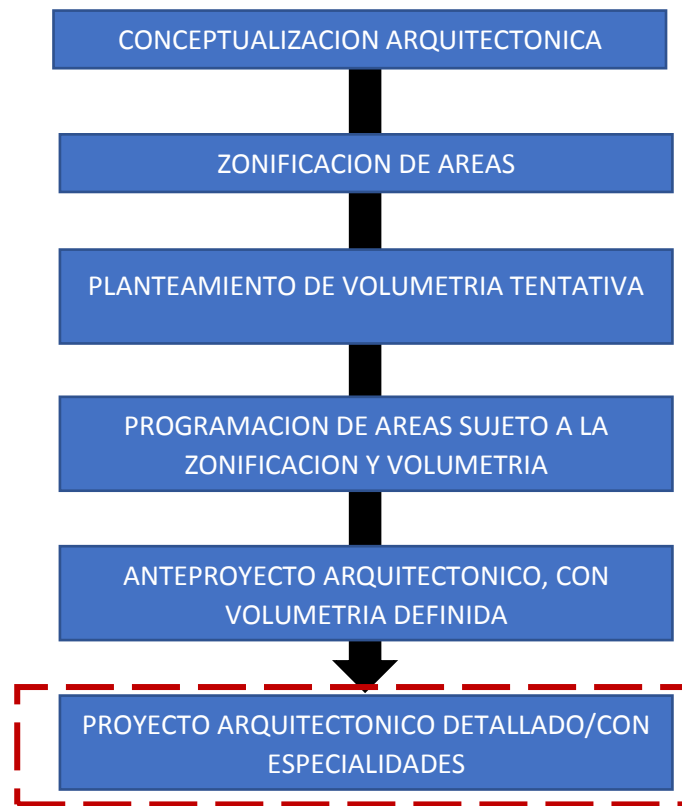 CONCEPTUALIZACION ARQUITECTONICA
ZONIFICACION DE AREAS
PLANTEAMIENTO DE VOLUMETRIA TENTATIVA
PROGRAMACION DE AREAS SUJETO A LA
ZONIFICACION Y VOLUMETRIA
ANTEPROYECTO ARQUITECTONICO, CON
VOLUMETRIA DEFINIDA
PROYECTO ARQUITECTONICO DETALLADO/CON
ESPECIALIDADES